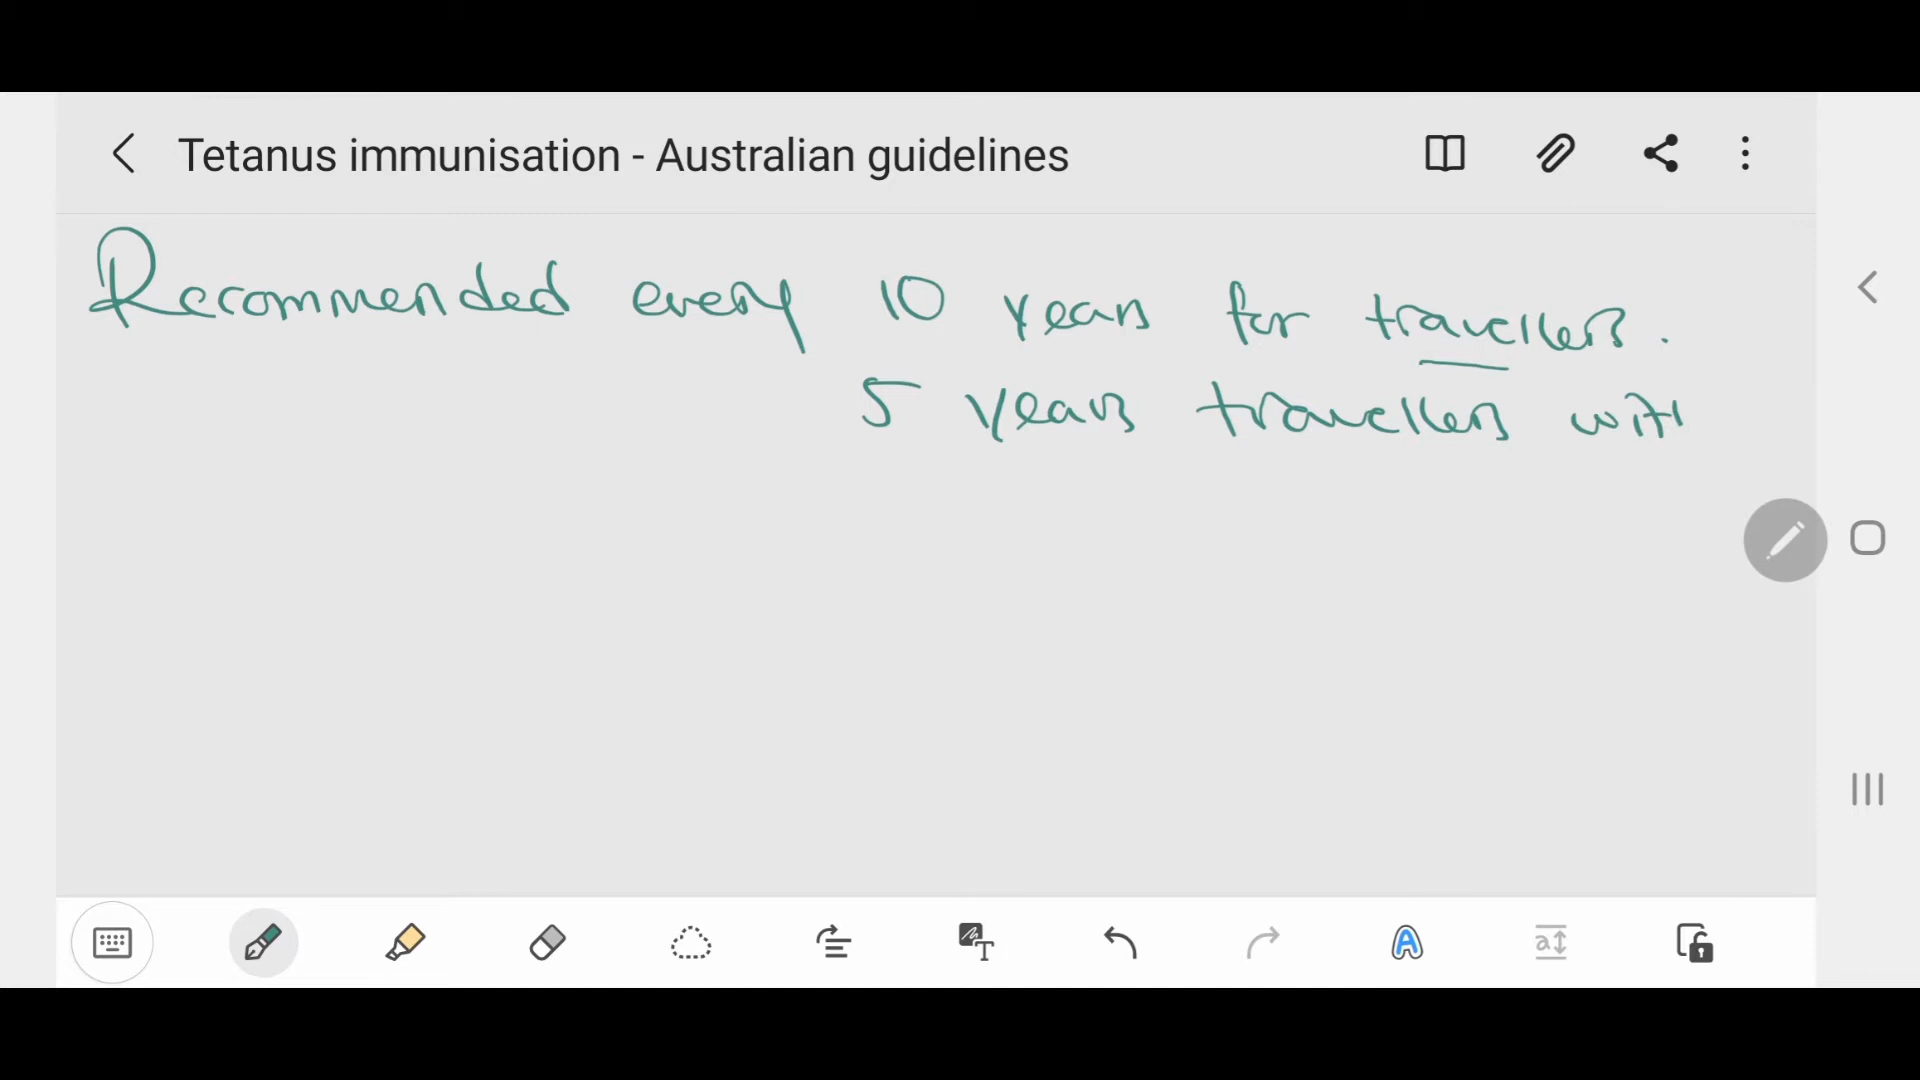 Tetanus immunisation - Australian guidelines
Recommended every 10 years for travellers.
5 years travellers with